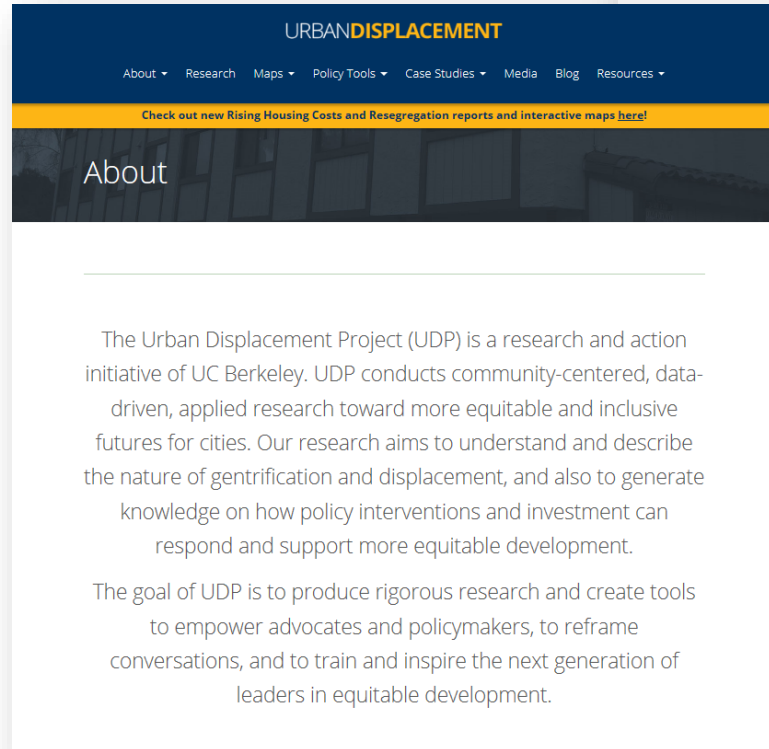 URBANDISPLACEMENT
About Research Maps Policy Tools Case Studies Media Blog Resources
Check out new Rising Housing Costs and Resegregation reports and interactive maps here!
About
The Urban Displacement Project (UDP) is a research and action
initiative of UC Berkeley. UDP conducts community-centered, data-
driven, applied research toward more equitable and inclusive
futures for cities. Our research aims to understand and describe
the nature of gentrification and displacement, and also to generate
knowledge on how policy interventions and investment can
respond and support more equitable development.
The goal of UDP is to produce rigorous research and create tools
to empower advocates and policymakers, to reframe
conversations, and to train and inspire the next generation of
leaders in equitable development.